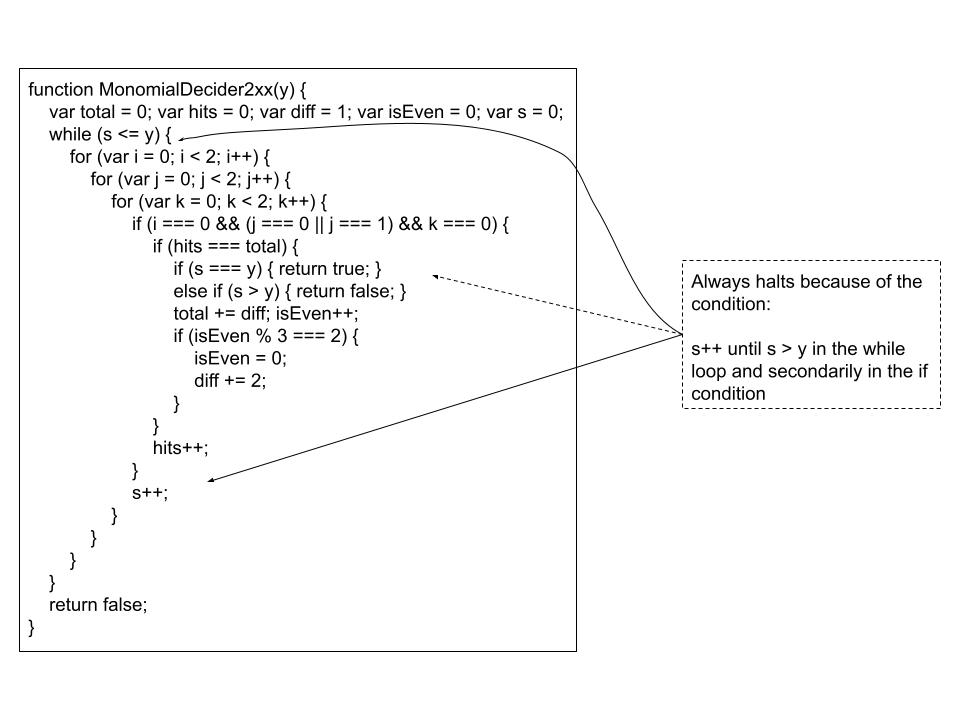 function MonomialDecider2xx(y) {
var total = 0; var hits = 0; var diff = 1; var isEven = 0; var s = 0;
while (s <= y) {
for (var i = 0; i < 2; i++) {
for (var j = 0; j < 2; j++) {
for (var k = 0; k < 2; k++) {
if (i === 0 && (j === 0 || j === 1) && k === 0) {
if (hits === total) {
if (s === y) { return true; }
else if (s > y) { return false; }
total += diff; isEven++;
if (isEven % 3 === 2) {
isEven = 0;
diff += 2;
}
}
hits++;
}
s++;
}
}
}
}
return false;
}
Always halts because of the
condition:
s++ until s > y in the while
loop and secondarily in the if
condition